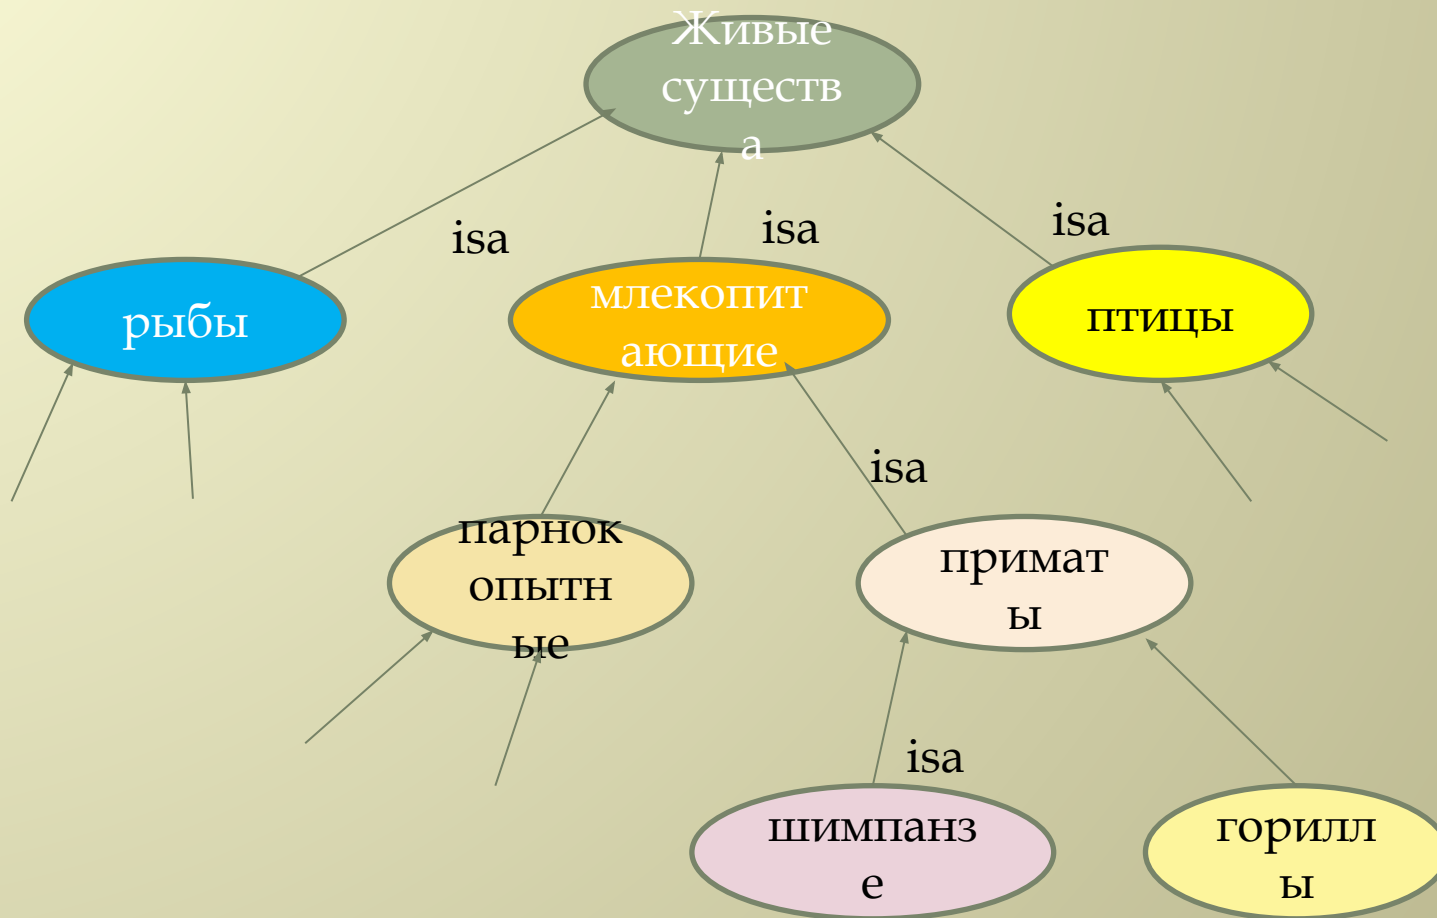 Живые
существ
а
isa
isa
isa
рыбы
млекопит
ающие
птицы
isa
парнок
опытн
ые
примат
ы
isa
шимпанз
е
горилл
ы